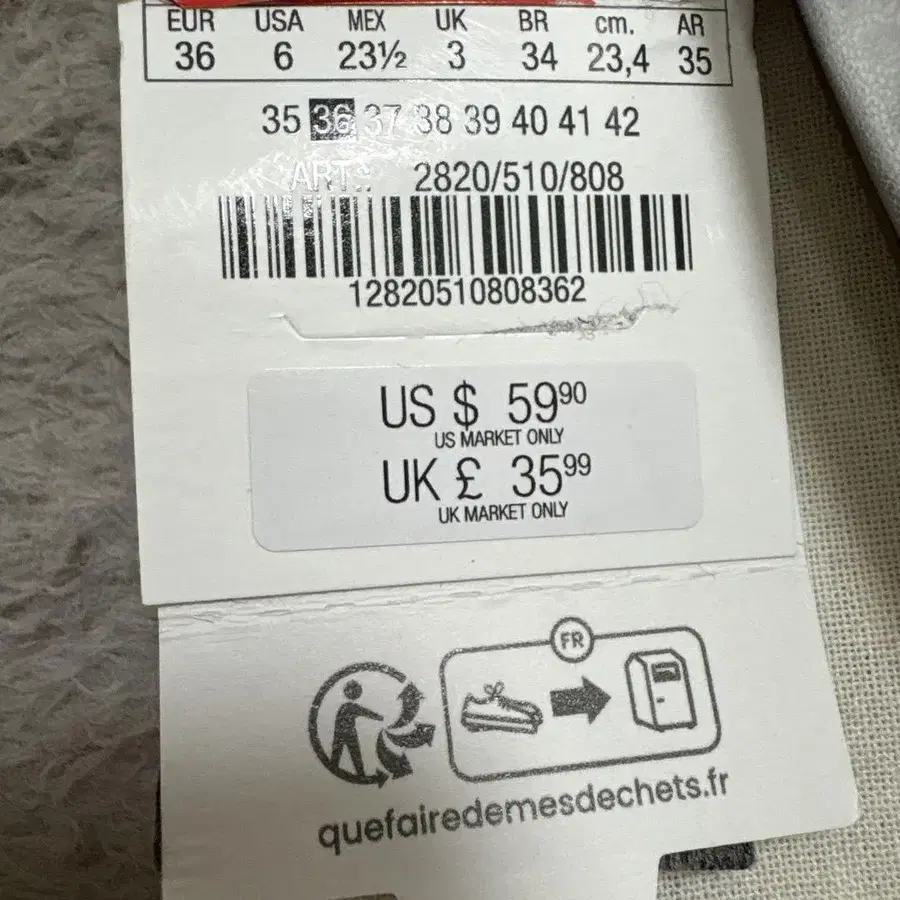 EUR USA MEX UK BR cm. AR
36 6 23½ 3 34 23,4 35
35 36 37 38 39 40 41 42
ART.: 2820/510/808
12820510808362
US $ 59⁹⁰
US MARKET ONLY
UK £ 35⁹⁹
UK MARKET ONLY
FR
quefairedemesdechets.fr